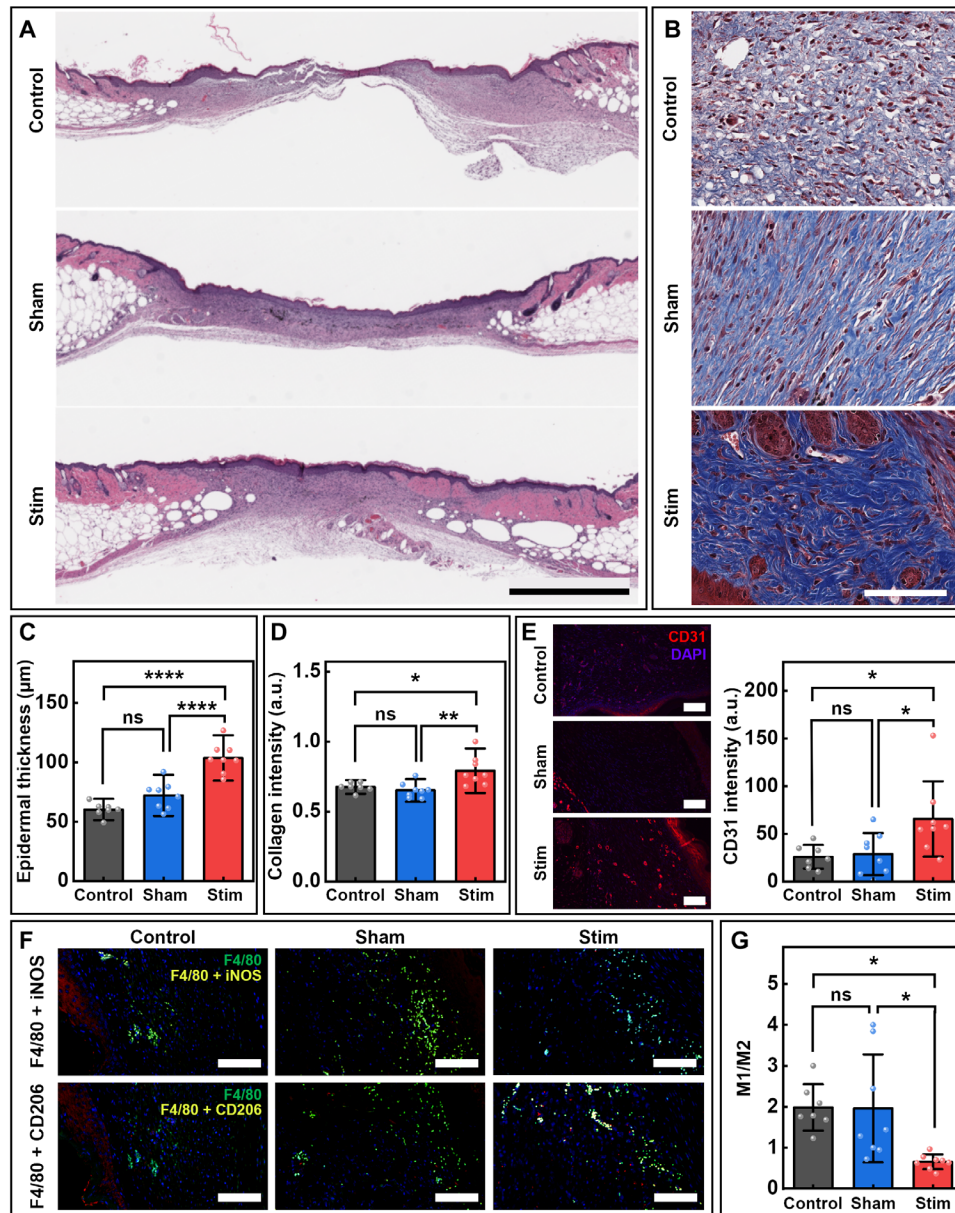 A
Control
Sham
Stim
B
Control
Sham
Stim
C
Epidermal thickness (µm)
150
100
50
0
****
ns
****
Control Sham Stim
D
Collagen intensity (a.u.)
1.5
1.0
0.5
0.0
*
ns
**
Control Sham Stim
E
CD31
DAPI
Control
Sham
Stim
CD31 intensity (a.u.)
200
150
100
50
0
*
ns
*
Control Sham Stim
F
Control Sham Stim
F4/80 + iNOS
F4/80
F4/80 + iNOS
F4/80 + CD206
F4/80
F4/80 + CD206
G
M1/M2
5
4
3
2
1
0
*
ns
*
Control Sham Stim